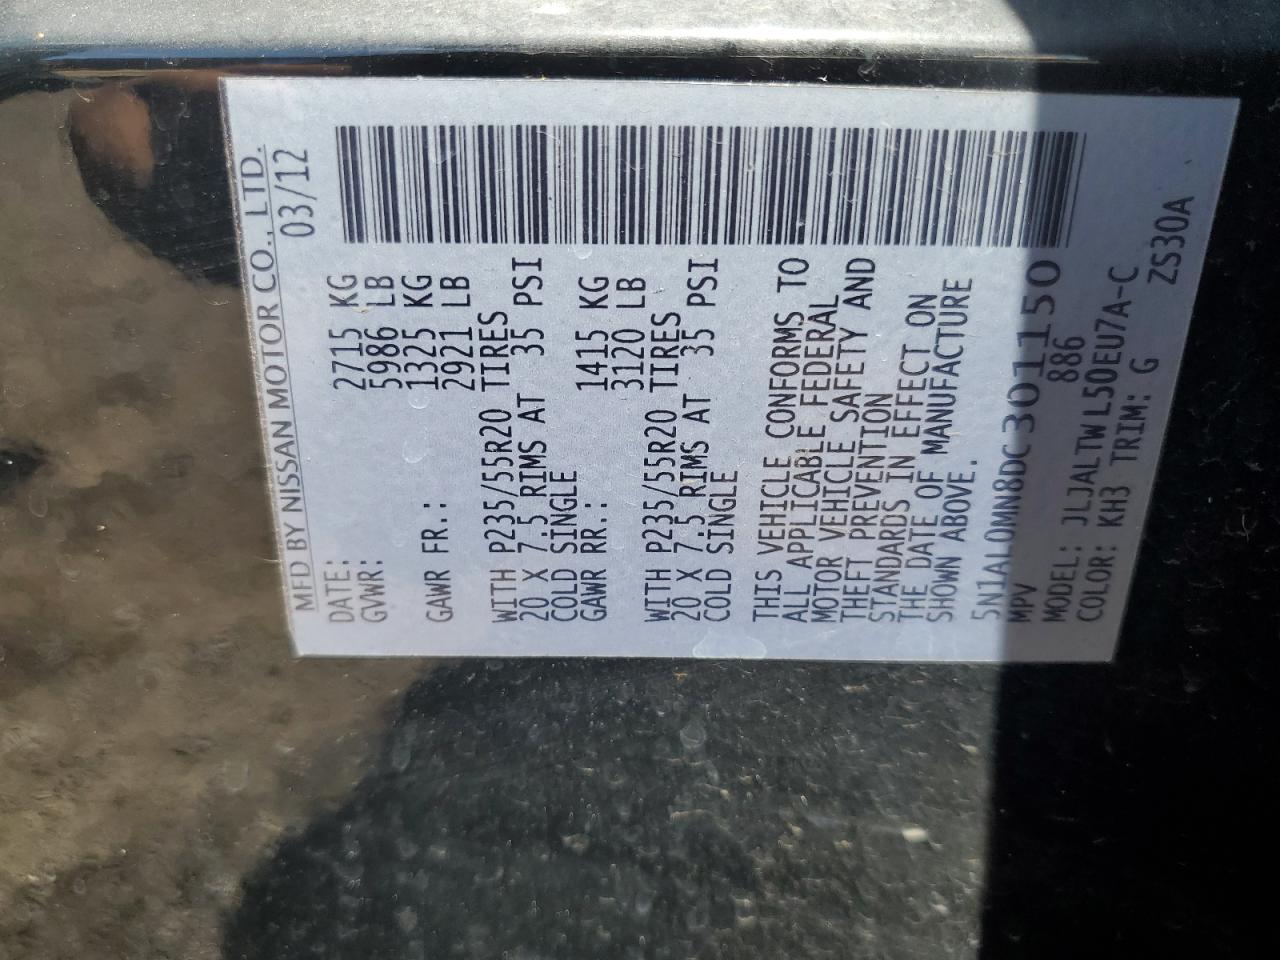 MFD BY NISSAN MOTOR CO., LTD.
DATE: 03/12
GVWR: 2715 KG
5986 LB
GAWR FR.: 1325 KG
2921 LB
WITH P235/55R20 TIRES
20 X 7.5 RIMS AT 35 PSI
COLD SINGLE
GAWR RR.: 1415 KG
3120 LB
WITH P235/55R20 TIRES
20 X 7.5 RIMS AT 35 PSI
COLD SINGLE
THIS VEHICLE CONFORMS TO
ALL APPLICABLE FEDERAL
MOTOR VEHICLE SAFETY AND
THEFT PREVENTION
STANDARDS IN EFFECT ON
THE DATE OF MANUFACTURE
SHOWN ABOVE.
5N1AL0MN8DC301150
MPV 886
MODEL: JLJALTWL50EU7A-C
COLOR: KH3 TRIM: G
ZS30A